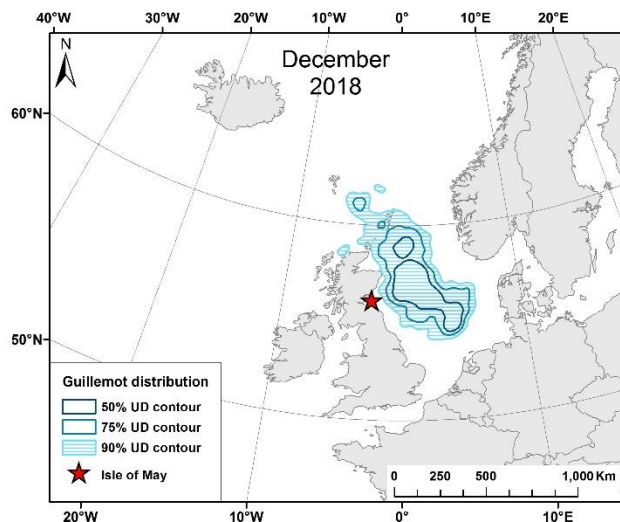 40°W 30°W 20°W 10°W 0° 10°E 20°E 30°E
N
December
2018
60°N
50°N
Guillemot distribution
50% UD contour
75% UD contour
90% UD contour
Isle of May
0 250 500 1,000 Km
20°W 10°W 0° 10°E